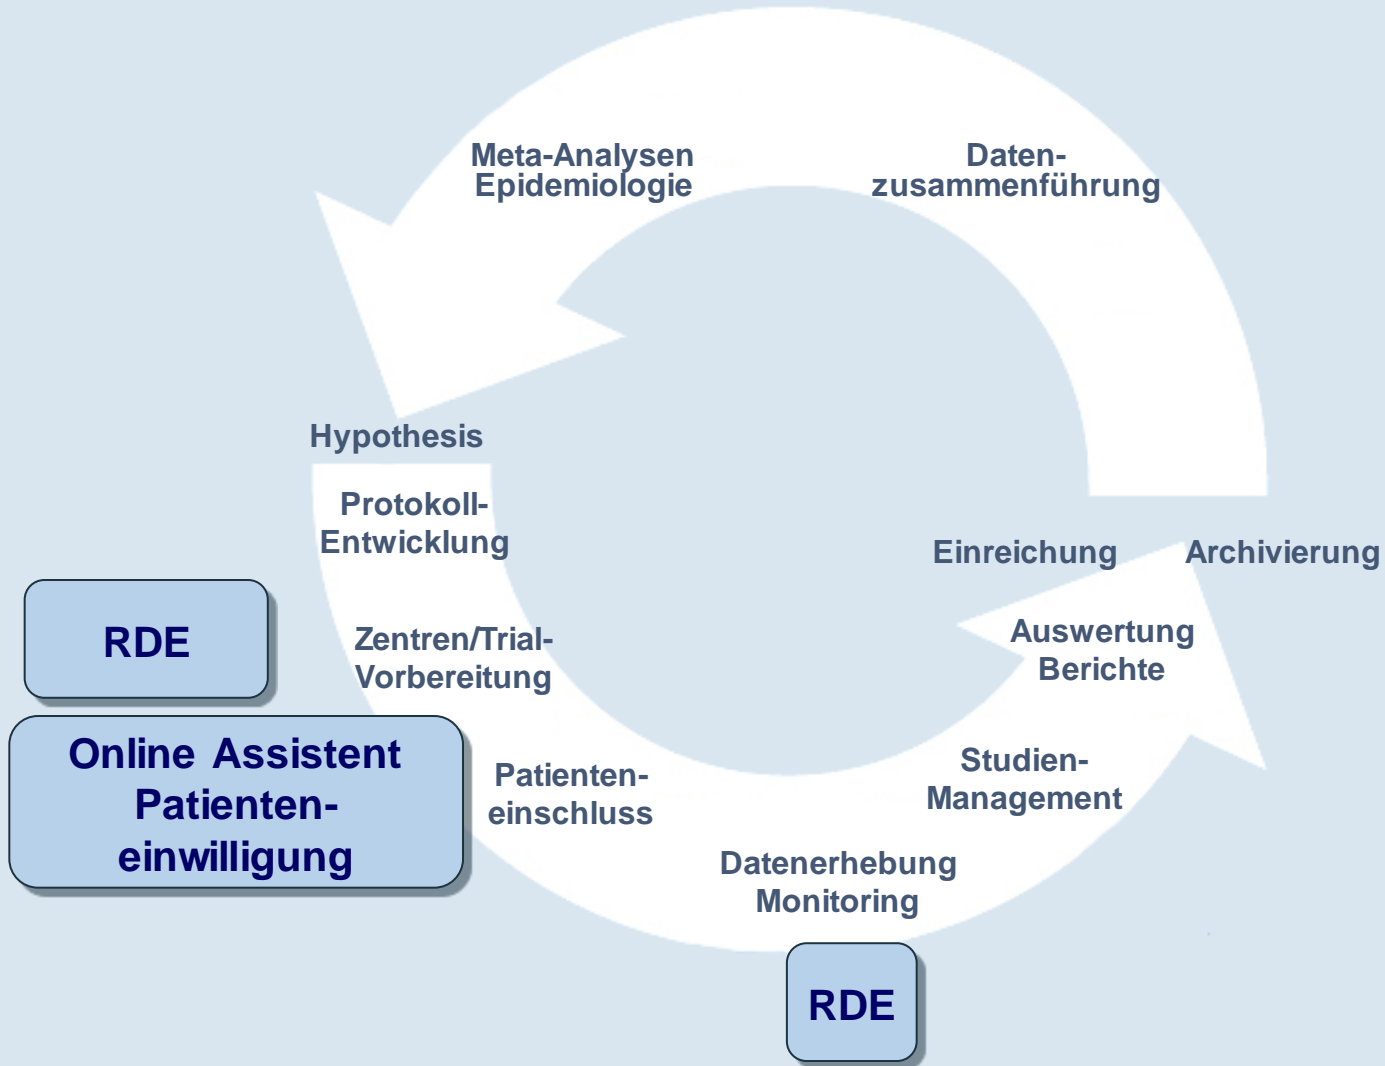 Meta-Analysen
Epidemiologie
Daten-
zusammenführung
Hypothesis
Protokoll-
Entwicklung
Einreichung
Archivierung
RDE
Zentren/Trial-
Vorbereitung
Auswertung
Berichte
Online Assistent
Patienten-
einwilligung
Patienten-
einschluss
Studien-
Management
Datenerhebung
Monitoring
RDE